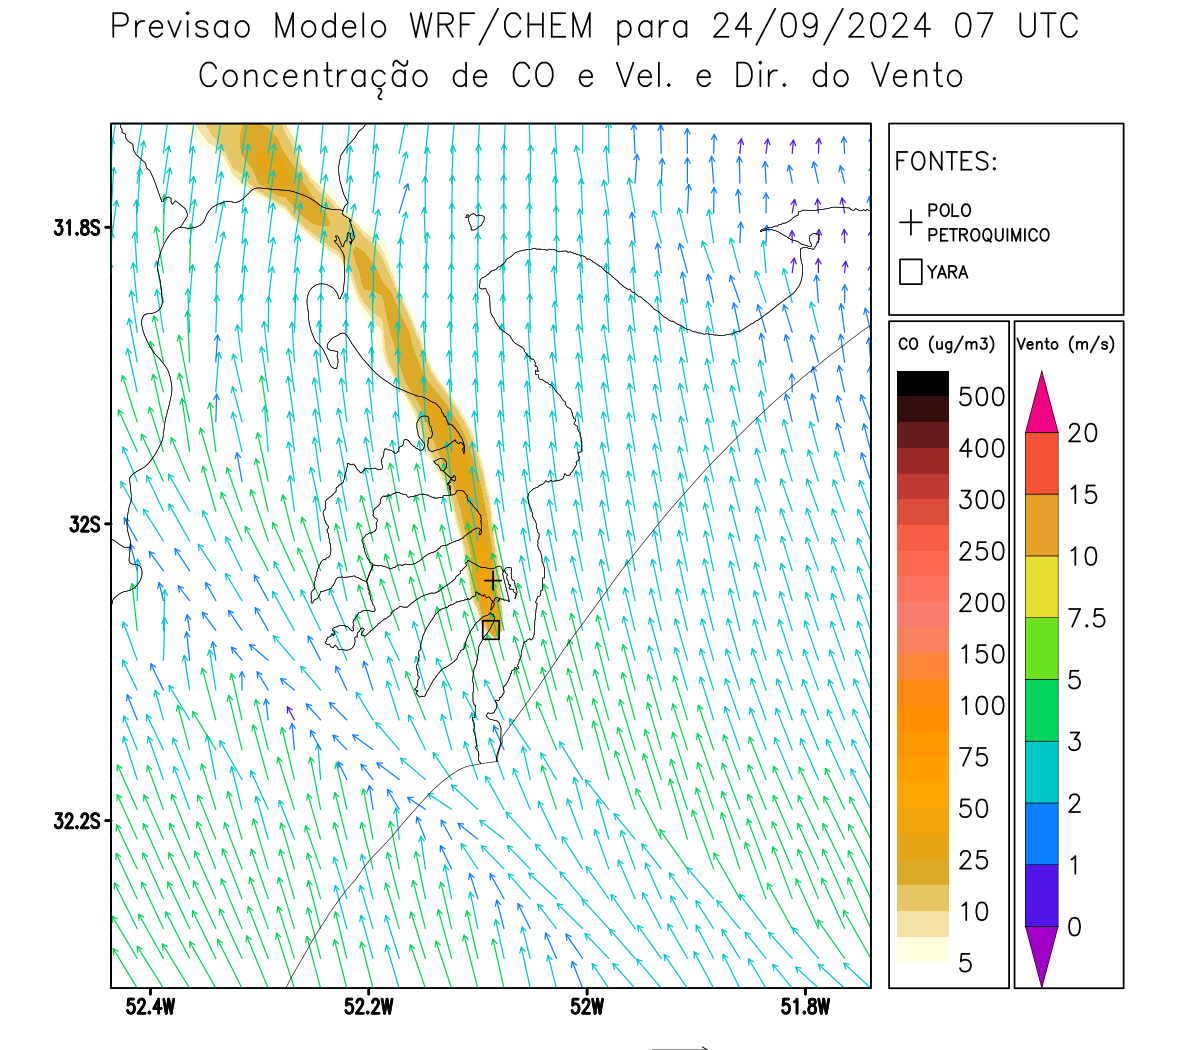 Previsao Modelo WRF/CHEM para 24/09/2024 07 UTC
Concentração de CO e Vel. e Dir. do Vento
FONTES:
POLO
PETROQUIMICO
YARA
CO (ug/m3)
500
400
300
250
200
150
100
75
50
25
10
5
Vento (m/s)
20
15
10
7.5
5
3
2
1
0
31.8S
32S
32.2S
52.4W
52.2W
52W
51.8W